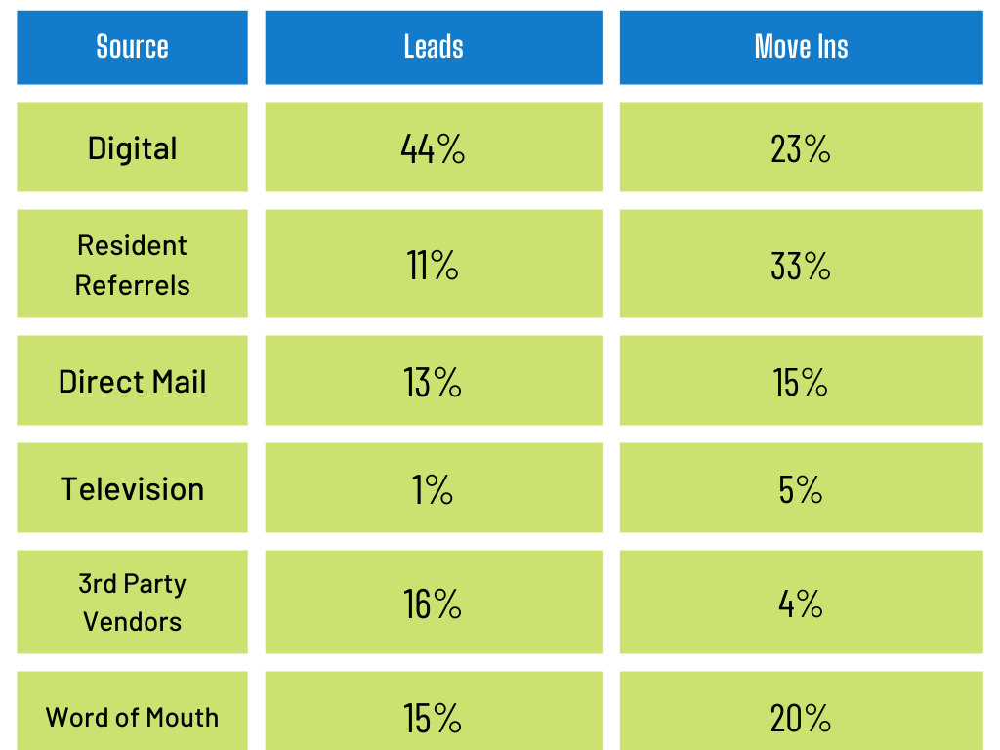 Source Leads Move Ins
Digital 44% 23%
Resident
Referrels 11% 33%
Direct Mail 13% 15%
Television 1% 5%
3rd Party
Vendors 16% 4%
Word of Mouth 15% 20%